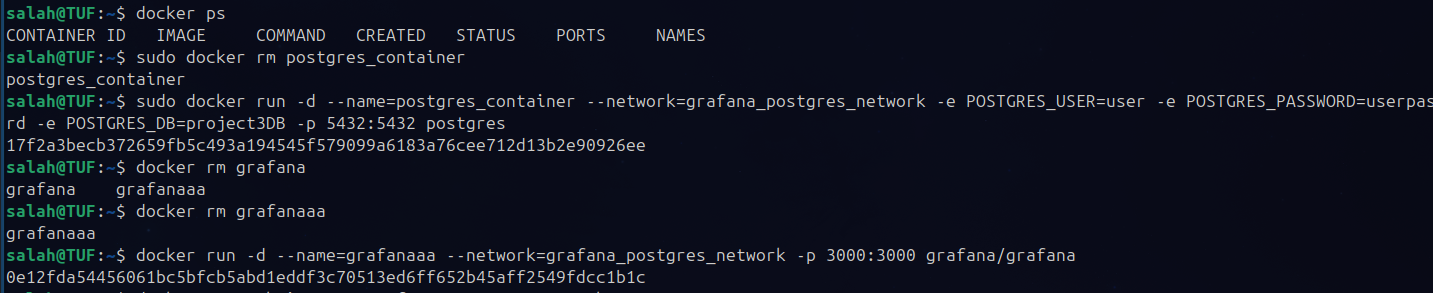 salah@TUF:~$ docker ps
CONTAINER ID   IMAGE     COMMAND   CREATED   STATUS    PORTS     NAMES
salah@TUF:~$ sudo docker rm postgres_container
postgres_container
salah@TUF:~$ sudo docker run -d --name=postgres_container --network=grafana_postgres_network -e POSTGRES_USER=user -e POSTGRES_PASSWORD=userpas
rd -e POSTGRES_DB=project3DB -p 5432:5432 postgres
17f2a3becb372659fb5c493a194545f579099a6183a76cee712d13b2e90926ee
salah@TUF:~$ docker rm grafana
grafana    grafanaaa
salah@TUF:~$ docker rm grafanaaa
grafanaaa
salah@TUF:~$ docker run -d --name=grafanaaa --network=grafana_postgres_network -p 3000:3000 grafana/grafana
0e12fda54456061bc5bfcb5abd1eddf3c70513ed6ff652b45aff2549fdcc1b1c